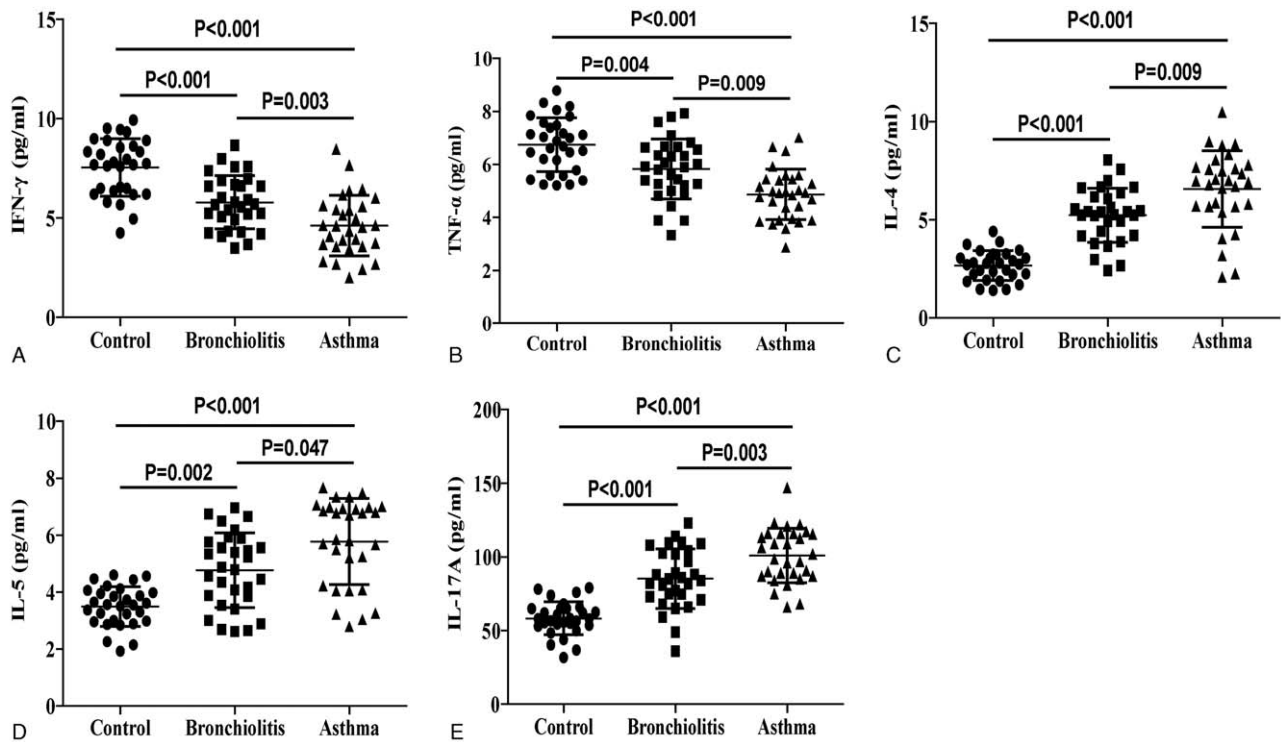 15
10
5
0
IFN-γ (pg/ml)
P<0.001
P<0.001
P=0.003
Control
Bronchiolitis
Asthma
A
10
8
6
4
2
0
TNF-α (pg/ml)
P<0.001
P=0.004
P=0.009
Control
Bronchiolitis
Asthma
B
15
10
5
0
IL-4 (pg/ml)
P<0.001
P=0.009
P<0.001
Control
Bronchiolitis
Asthma
C
10
8
6
4
2
0
IL-5 (pg/ml)
P<0.001
P=0.047
P=0.002
Control
Bronchiolitis
Asthma
D
200
150
100
50
0
IL-17A (pg/ml)
P<0.001
P=0.003
P<0.001
Control
Bronchiolitis
Asthma
E